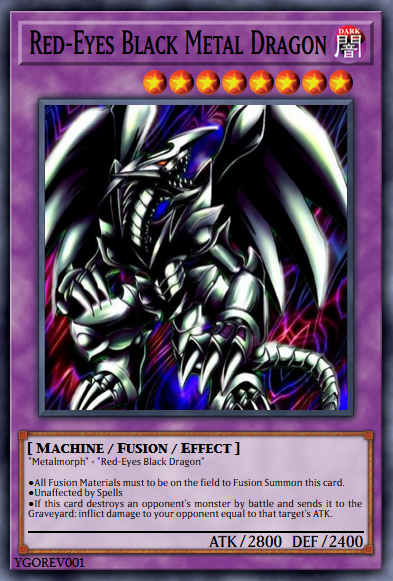 Red-Eyes Black Metal Dragon
DARK
闇
[ Machine / Fusion / Effect ]
"Metalmorph" + "Red-Eyes Black Dragon"
●All Fusion Materials must be on the field to Fusion Summon this card.
●Unaffected by Spells
●If this card destroys an opponent's monster by battle and sends it to the
Graveyard: inflict damage to your opponent equal to that target's ATK.
ATK/2800 DEF/2400
YGOREV001